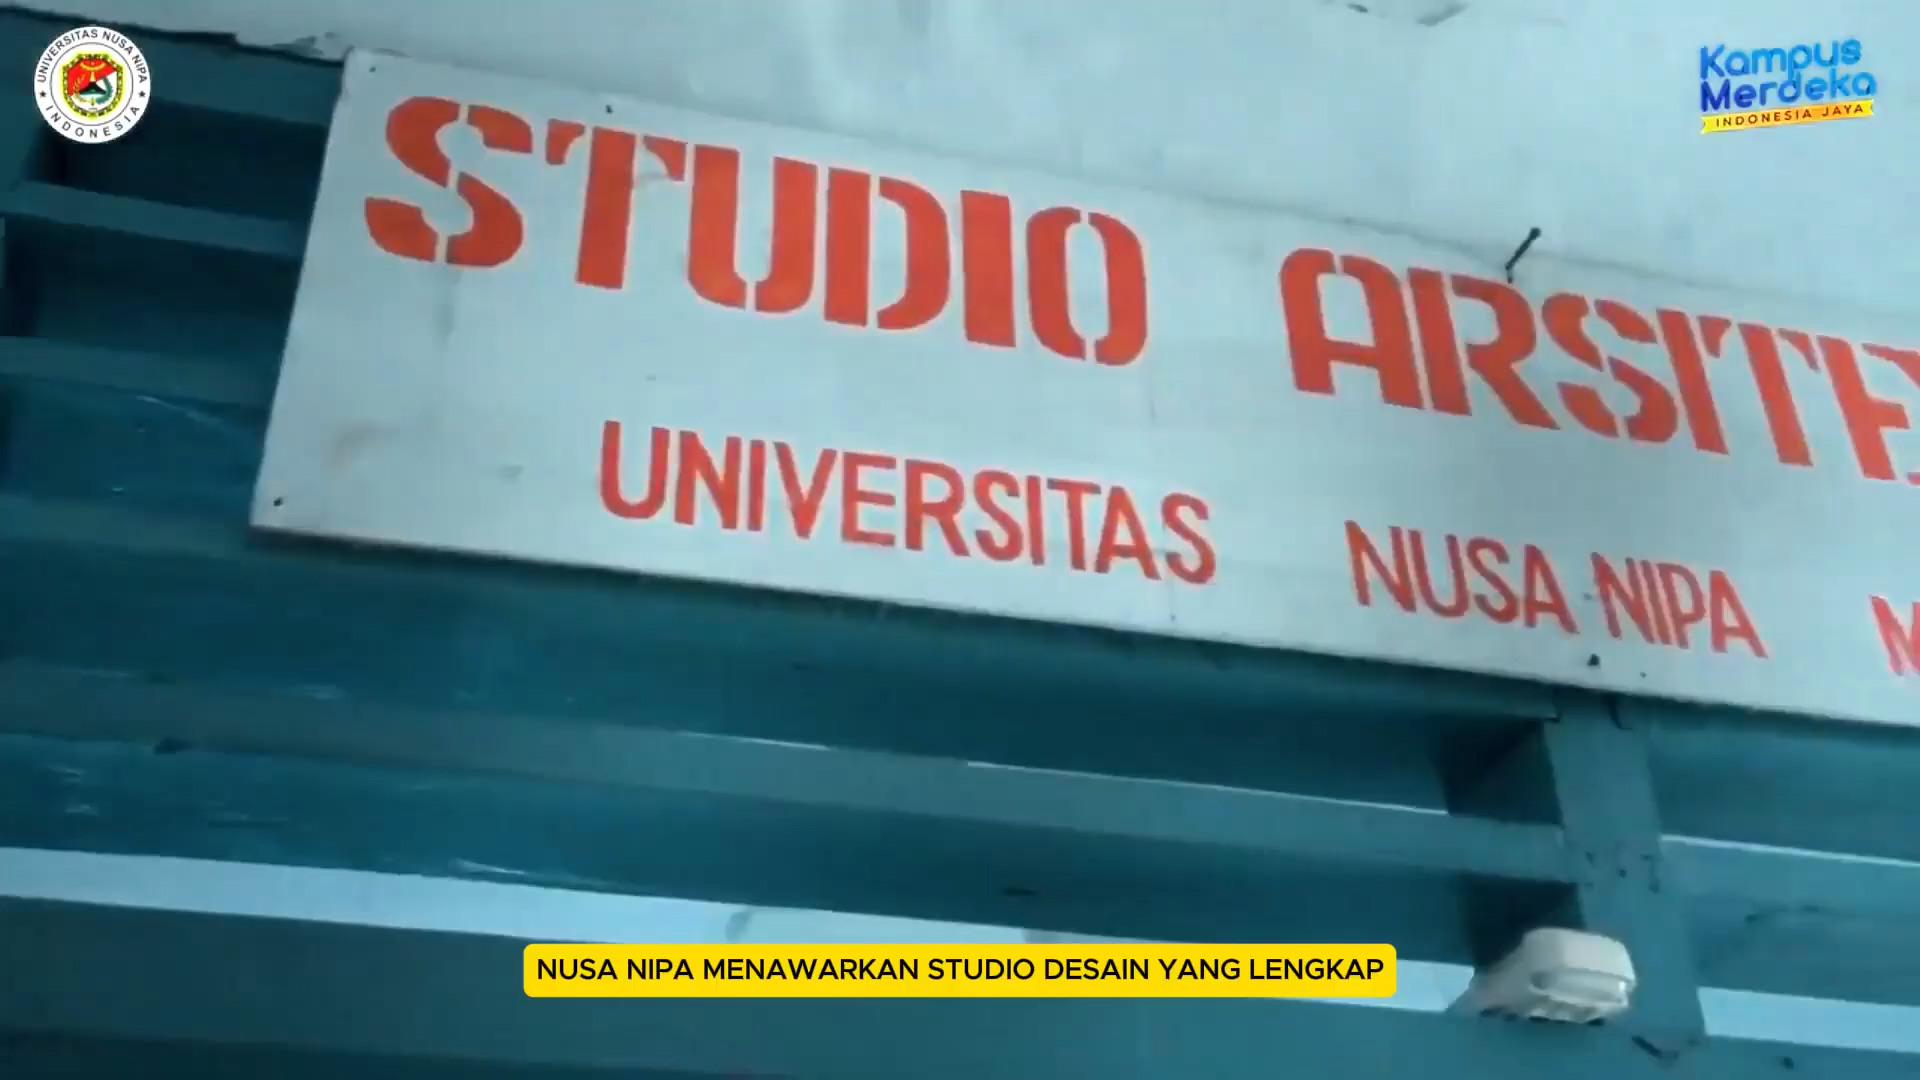 UNIVERSITAS NUSA NIPA
INDONESIA
Kampus
Merdeka
INDONESIA JAYA
STUDIO ARSITE
UNIVERSITAS NUSA NIPA M
NUSA NIPA MENAWARKAN STUDIO DESAIN YANG LENGKAP